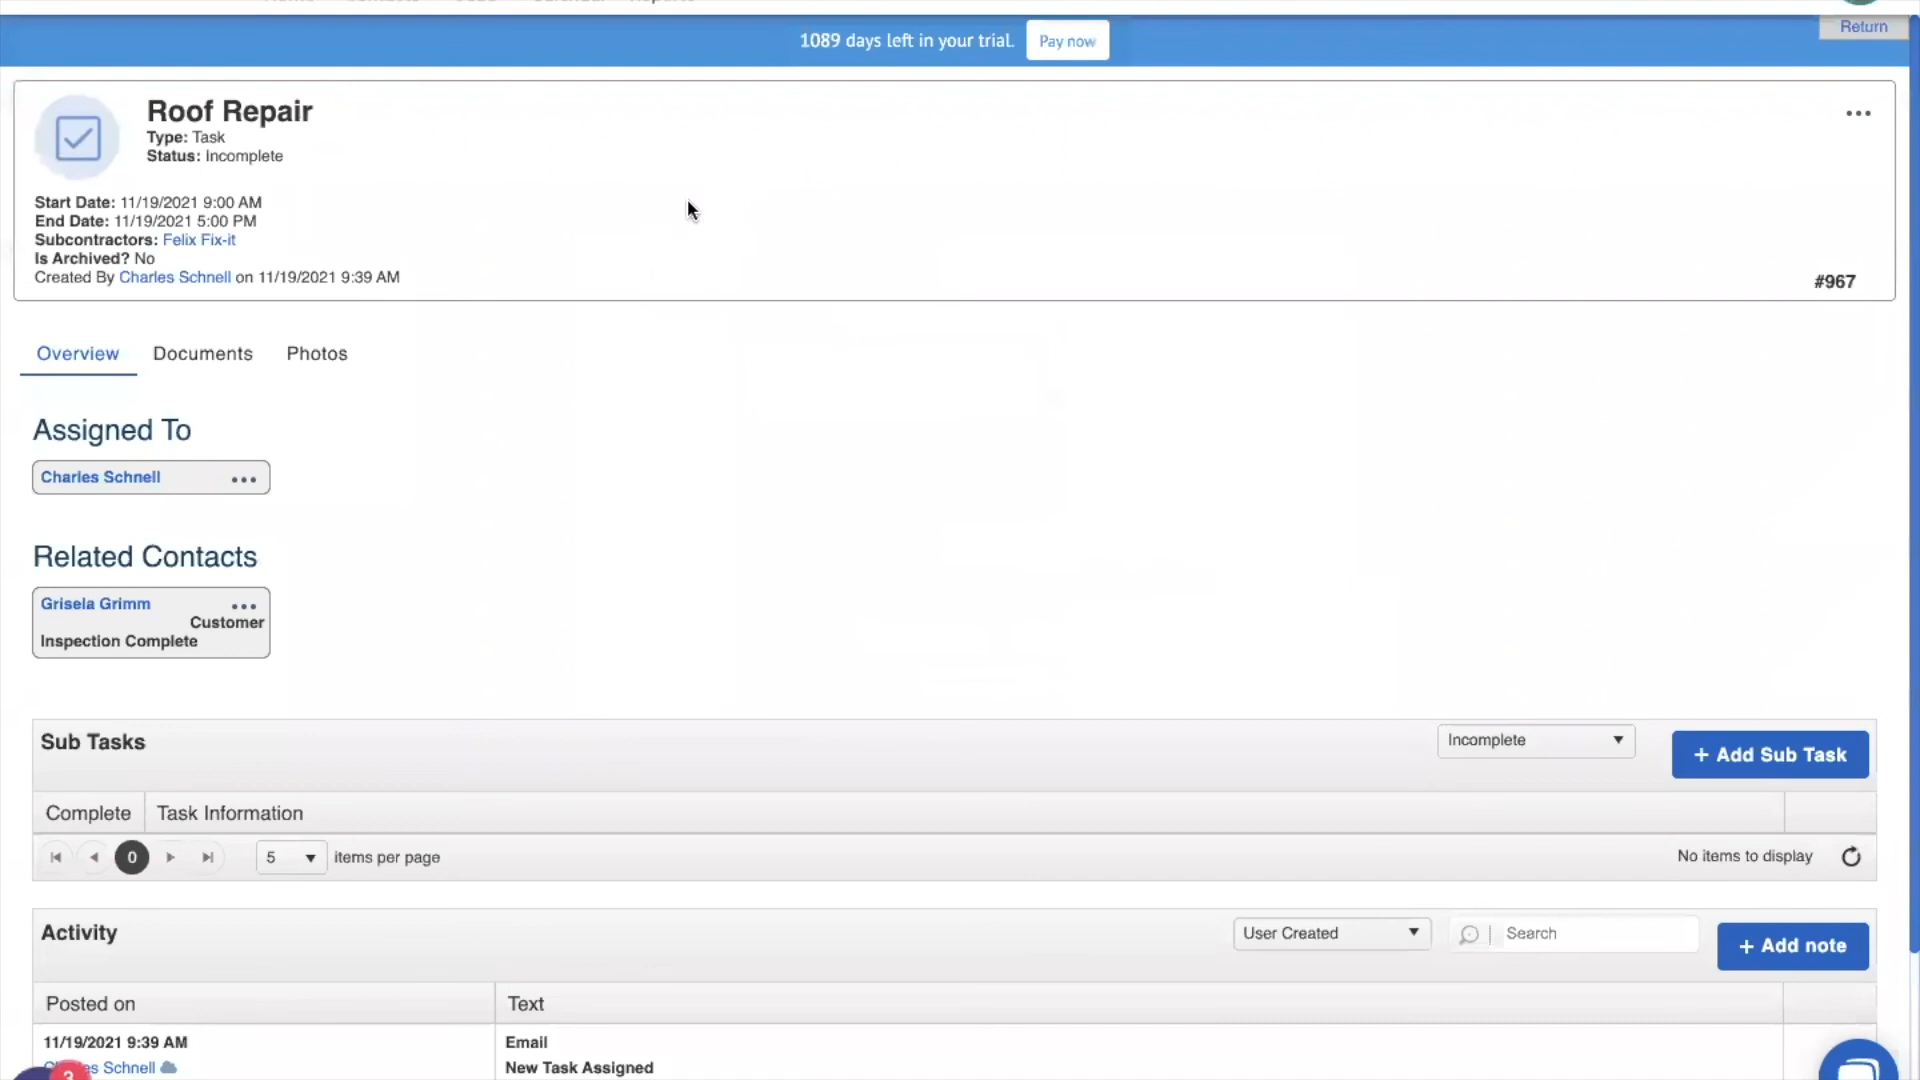 1089 days left in your trial. Pay now
Return
Roof Repair
Type: Task
Status: Incomplete
Start Date: 11/19/2021 9:00 AM
End Date: 11/19/2021 5:00 PM
Subcontractors: Felix Fix-it
Is Archived? No
Created By Charles Schnell on 11/19/2021 9:39 AM
#967
Overview Documents Photos
Assigned To
Charles Schnell
Related Contacts
Grisela Grimm
Customer
Inspection Complete
Sub Tasks Incomplete + Add Sub Task
Complete Task Information
0 5 items per page No items to display
Activity User Created Search + Add note
Posted on Text
11/19/2021 9:39 AM Email
Schnell New Task Assigned
3